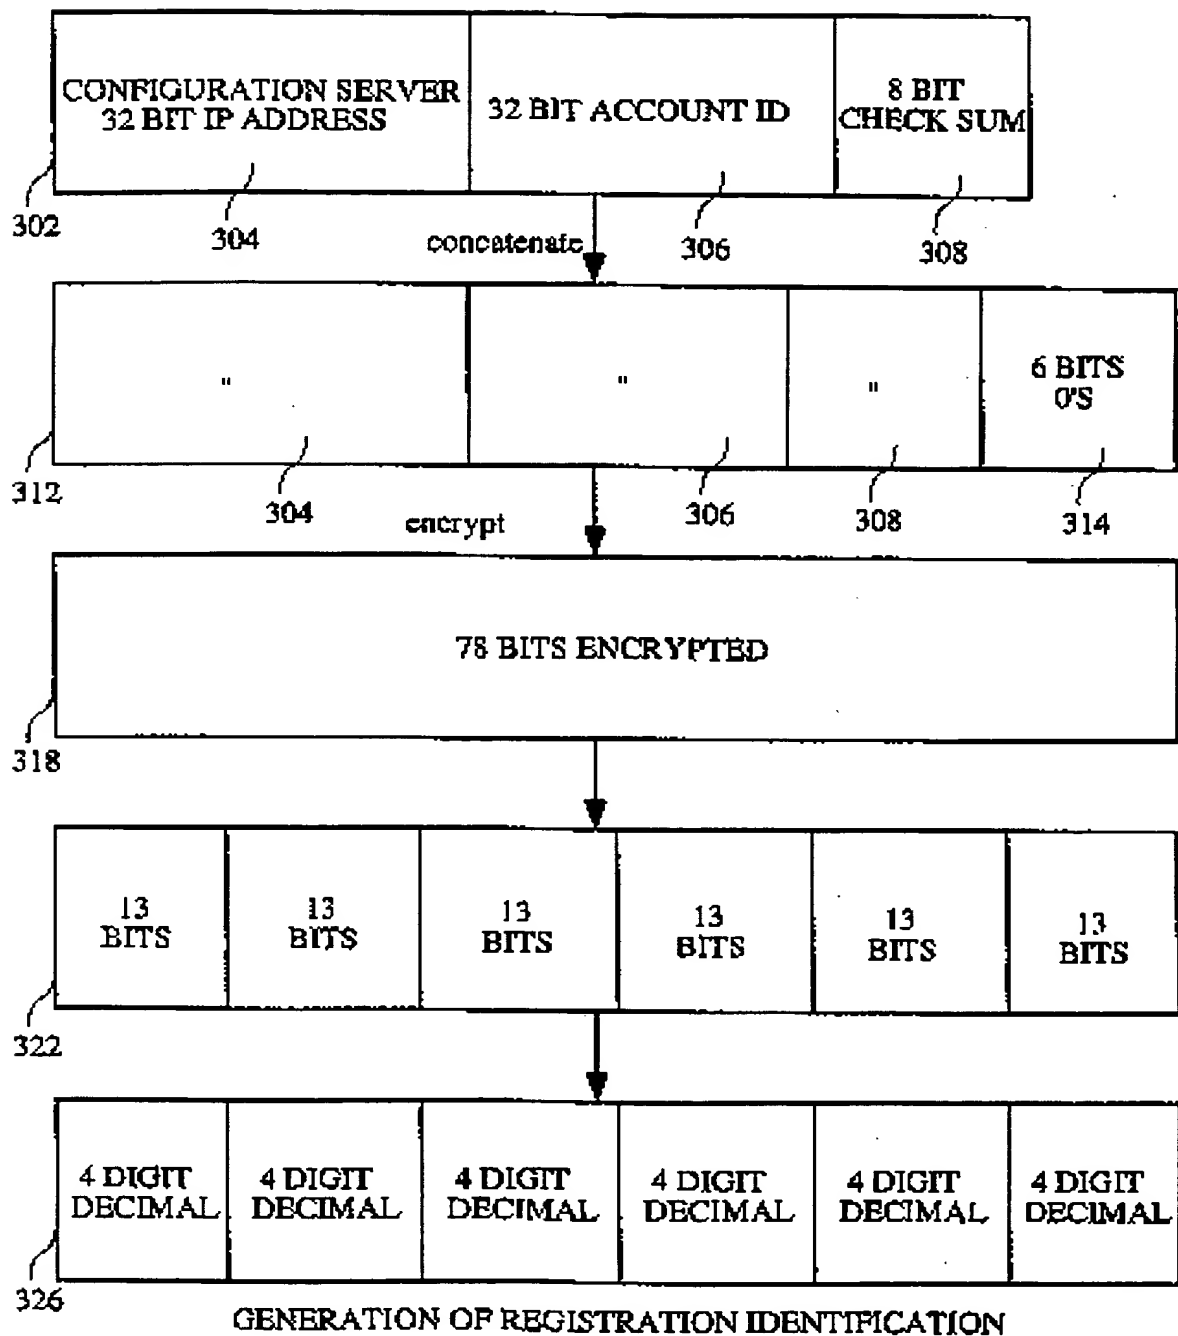 CONFIGURATION SERVER
32 BIT IP ADDRESS
32 BIT ACCOUNT ID
8 BIT
CHECK SUM
302
304
concatenate
306
308
"
"
"
6 BITS
0'S
312
304
encrypt
306
308
314
78 BITS ENCRYPTED
318
13
BITS
13
BITS
13
BITS
13
BITS
13
BITS
13
BITS
322
4 DIGIT
DECIMAL
4 DIGIT
DECIMAL
4 DIGIT
DECIMAL
4 DIGIT
DECIMAL
4 DIGIT
DECIMAL
4 DIGIT
DECIMAL
326
GENERATION OF REGISTRATION IDENTIFICATION